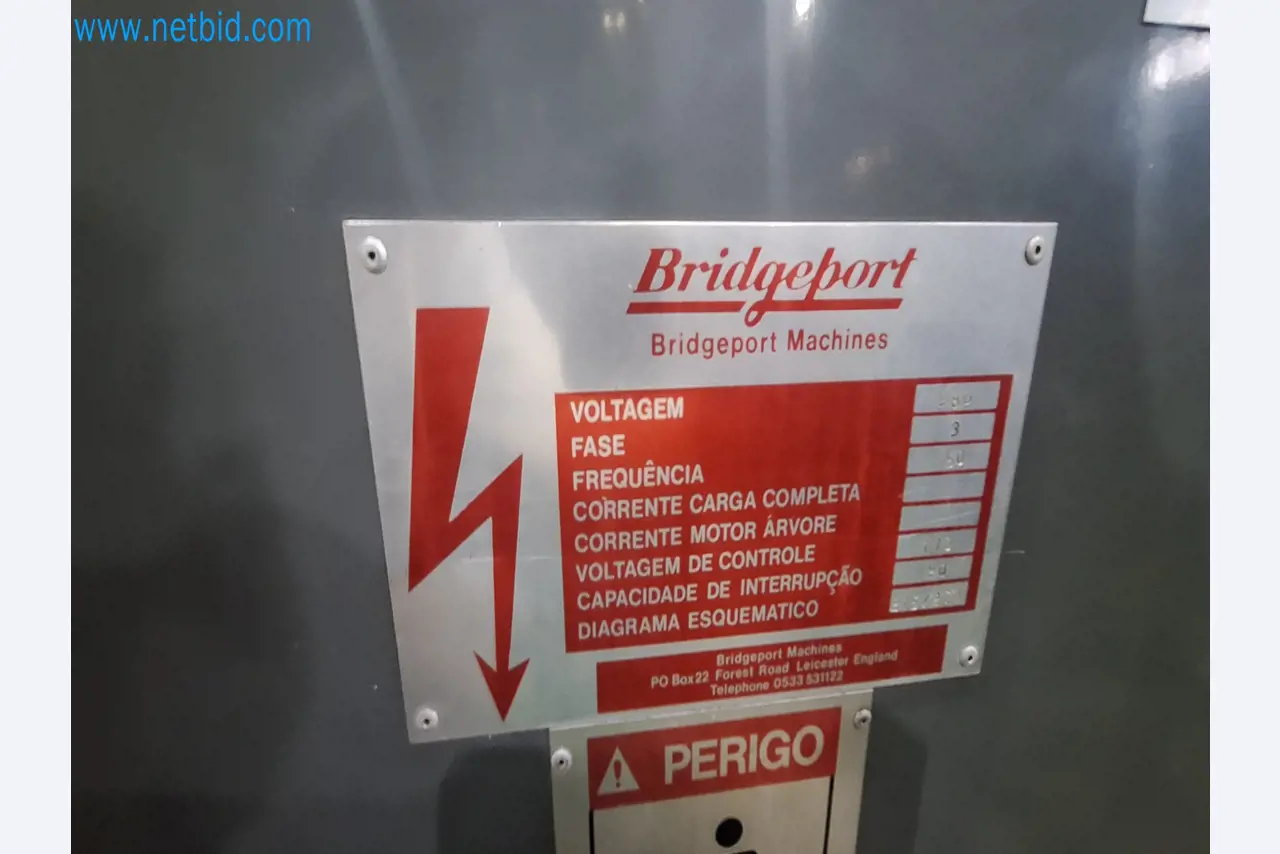 www.netbid.com
Bridgeport
Bridgeport Machines
VOLTAGEM
FASE 3
FREQUÊNCIA
CORRENTE CARGA COMPLETA
CORRENTE MOTOR ÁRVORE
VOLTAGEM DE CONTROLE
CAPACIDADE DE INTERRUPÇÃO
DIAGRAMA ESQUEMATICO
Bridgeport Machines
PO Box22 Forest Road Leicester England
Telephone 0533 531122
PERIGO